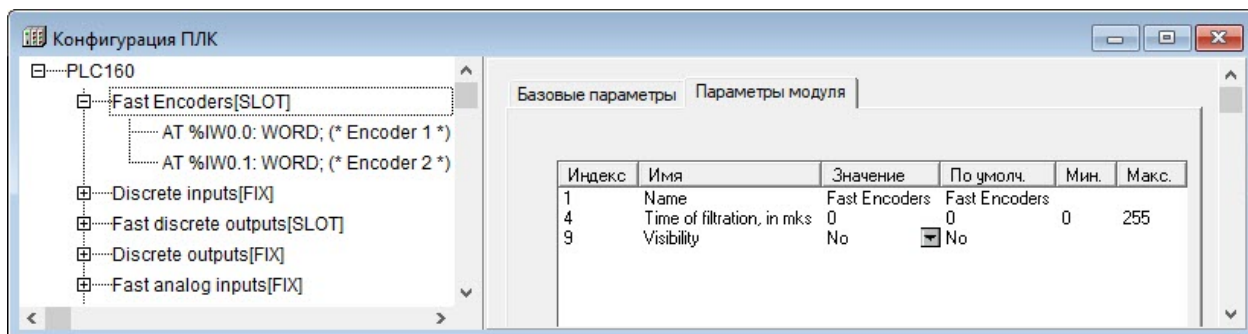 Конфигурация ПЛК
PLC160
Fast Encoders[SLOT]
AT %IW0.0: WORD; (* Encoder 1 *)
AT %IW0.1: WORD; (* Encoder 2 *)
Discrete inputs[FIX]
Fast discrete outputs[SLOT]
Discrete outputs[FIX]
Fast analog inputs[FIX]
Базовые параметры Параметры модуля
Индекс Имя Значение По умолч. Мин. Макс.
1 Name Fast Encoders Fast Encoders
4 Time of filtration, in mks 0 0 0 255
9 Visibility No No